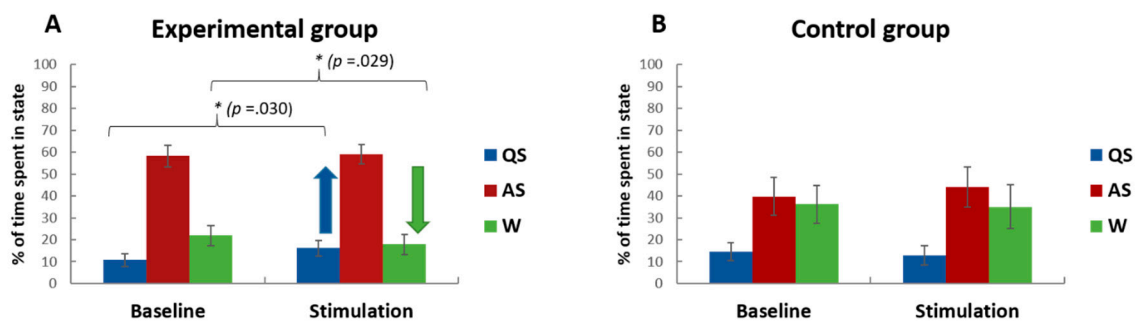 A
Experimental group
% of time spent in state
100
90
80
70
60
50
40
30
20
10
0
* (p =.029)
* (p =.030)
QS
AS
W
Baseline
Stimulation
B
Control group
% of time spent in state
100
90
80
70
60
50
40
30
20
10
0
QS
AS
W
Baseline
Stimulation